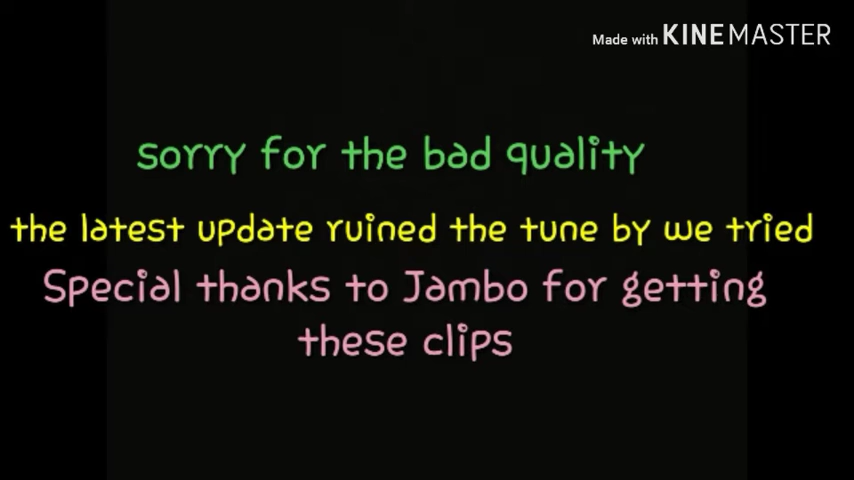 Made with KINEMASTER
sorry for the bad quality
the latest update ruined the tune by we tried
Special thanks to Jambo for getting
these clips